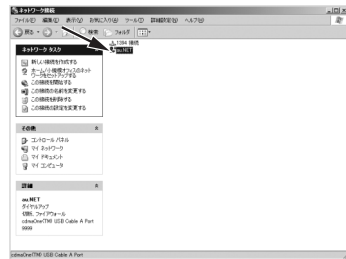 ネットワーク接続
ファイル(F) 編集(E) 表示(V) お気に入り(A) ツール(T) 詳細設定(N) ヘルプ(H)
戻る 検索 フォルダ
ネットワーク タスク
新しい接続を作成する
ホーム/小規模オフィスのネットワークをセットアップする
この接続を開始する
この接続の名前を変更する
この接続を削除する
この接続の設定を変更する
1394 接続
au.NET
その他
コントロール パネル
マイ ネットワーク
マイ ドキュメント
マイ コンピュータ
詳細
au.NET
ダイヤルアップ
切断, ファイアウォール
cdmaOne(TM) USB Cable A Port
9999
cdmaOne(TM) USB Cable A Port